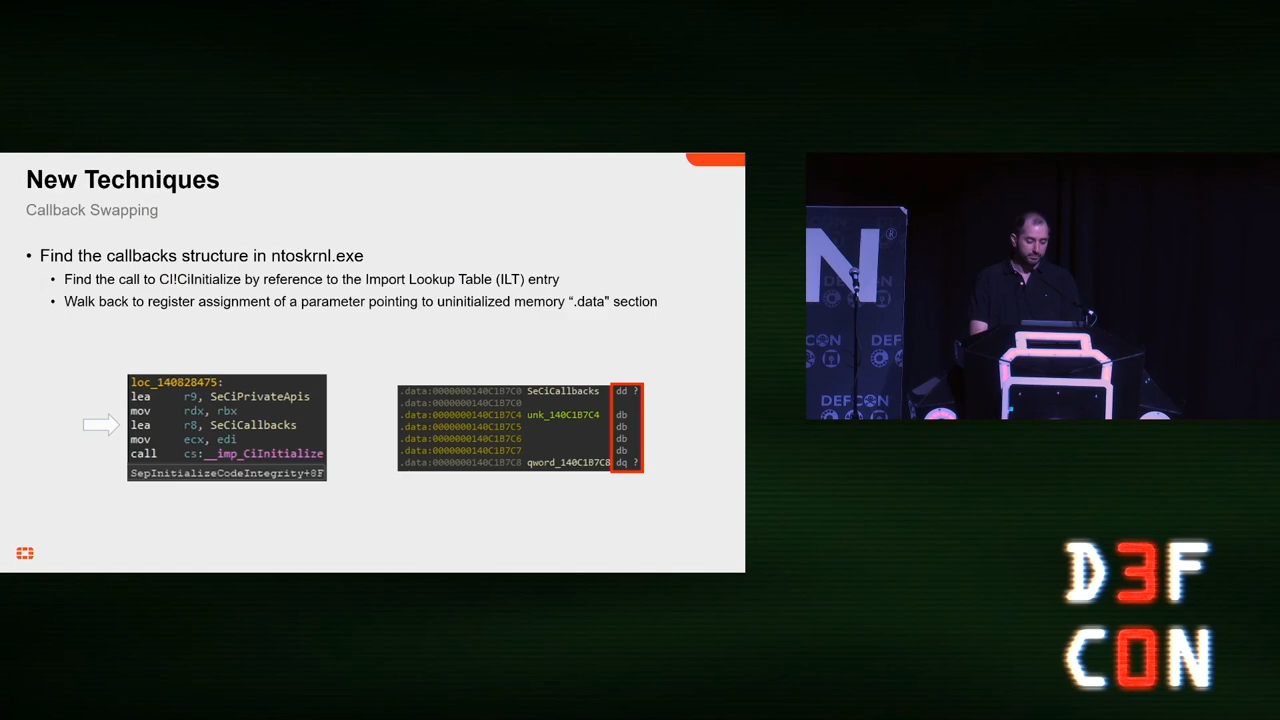 New Techniques
Callback Swapping
• Find the callbacks structure in ntoskrnl.exe
• Find the call to CI!CiInitialize by reference to the Import Lookup Table (ILT) entry
• Walk back to register assignment of a parameter pointing to uninitialized memory “.data" section
loc_140828475:
lea r9, SeCiPrivateApis
mov rdx, rbx
lea r8, SeCiCallbacks
mov ecx, edi
call cs:__imp_CiInitialize
SepInitializeCodeIntegrity+8F
.data:0000000140C1B7C0 SeCiCallbacks dd ?
.data:0000000140C1B7C0
.data:0000000140C1B7C4 unk_140C1B7C4 db
.data:0000000140C1B7C5 db
.data:0000000140C1B7C6 db
.data:0000000140C1B7C7 db
.data:0000000140C1B7C8 qword_140C1B7C8 dq ?
N®
DEFCON
D3F
C0N